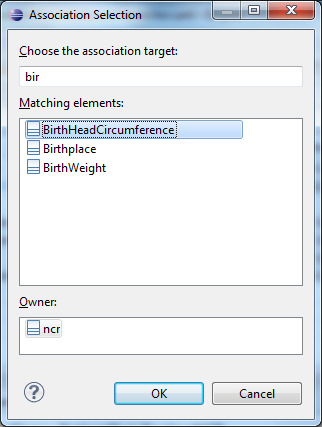 Association Selection
Choose the association target:
bir
Matching elements:
BirthHeadCircumference
Birthplace
BirthWeight
Owner:
ncr
?
OK Cancel